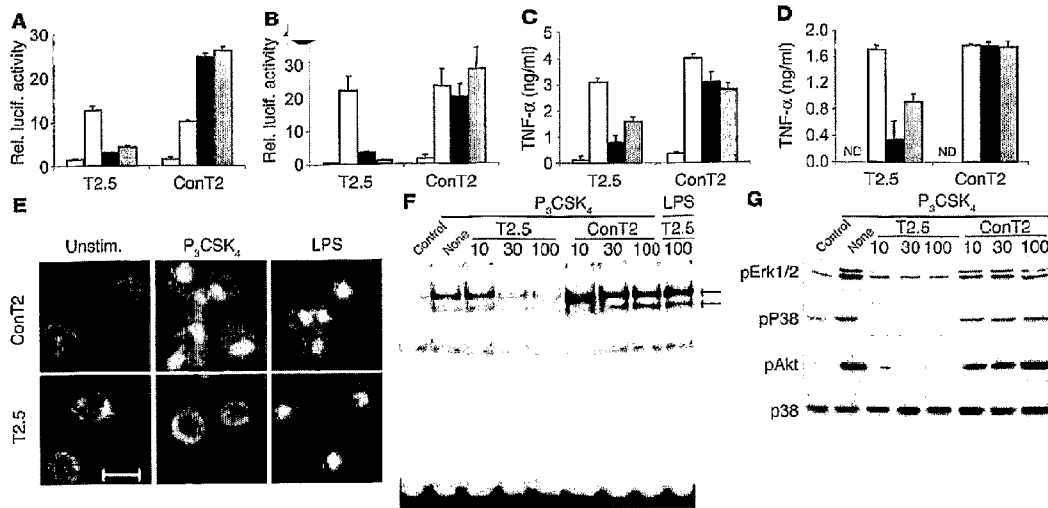 A
Rel. lucif. activity
30
20
10
0
T2.5 ConT2
B
Rel. lucif. activity
30
20
10
0
T2.5 ConT2
C
TNF-α (ng/ml)
5
4
3
2
1
0
T2.5 ConT2
D
TNF-α (ng/ml)
2.0
1.6
1.2
0.8
0.4
0.0
ND ND
T2.5 ConT2
E
Unstim. P₃CSK₄ LPS
ConT2
T2.5
F
P₃CSK₄ LPS
Control None T2.5 ConT2 T2.5
10 30 100 10 30 100 100
G
P₃CSK₄
Control None T2.5 ConT2
10 30 100 10 30 100
pErk1/2
pP38
pAkt
p38